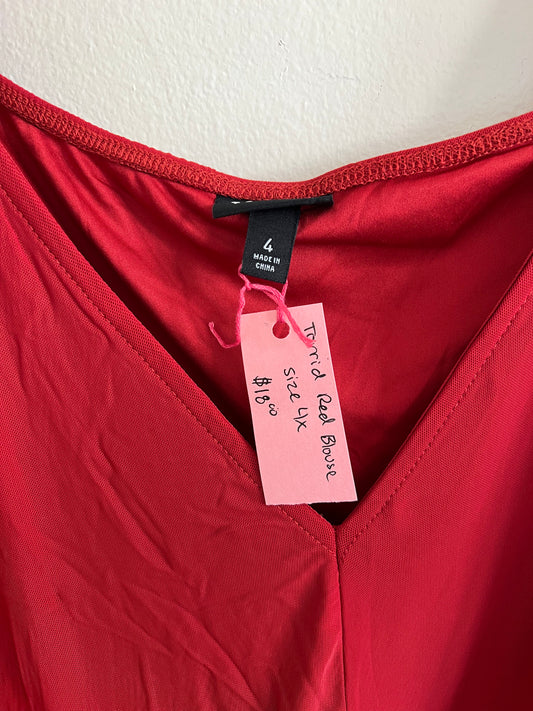 4
MADE IN
CHINA
Torrid Red Blouse
Size 4X
$18.00